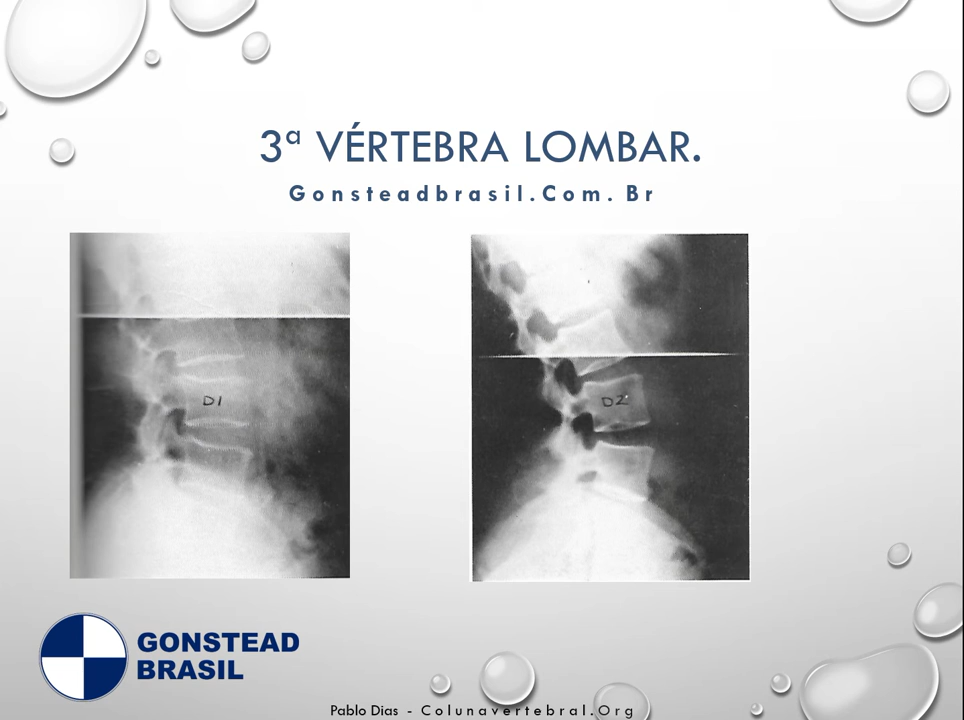 3ª VÉRTEBRA LOMBAR.
Gonsteadbrasil.Com. Br
D1
D2
GONSTEAD
BRASIL
Pablo Dias - Colunavertebral.Org